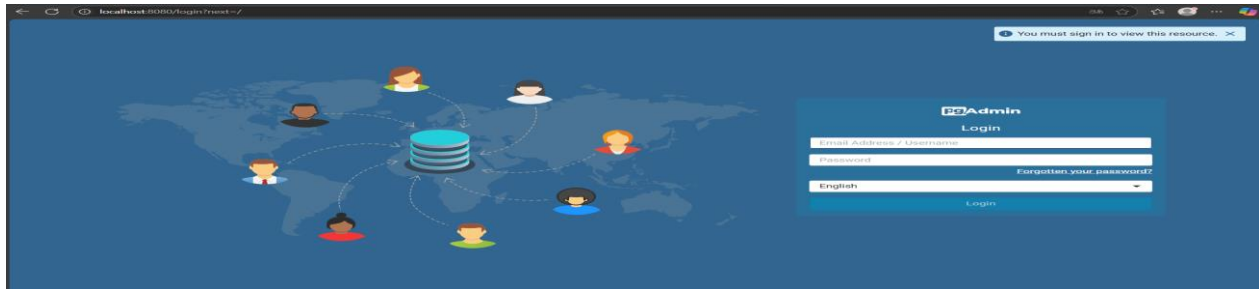 localhost:8080/login?next=/
You must sign in to view this resource.
pgAdmin
Login
Email Address / Username
Password
Forgotten your password?
English
Login